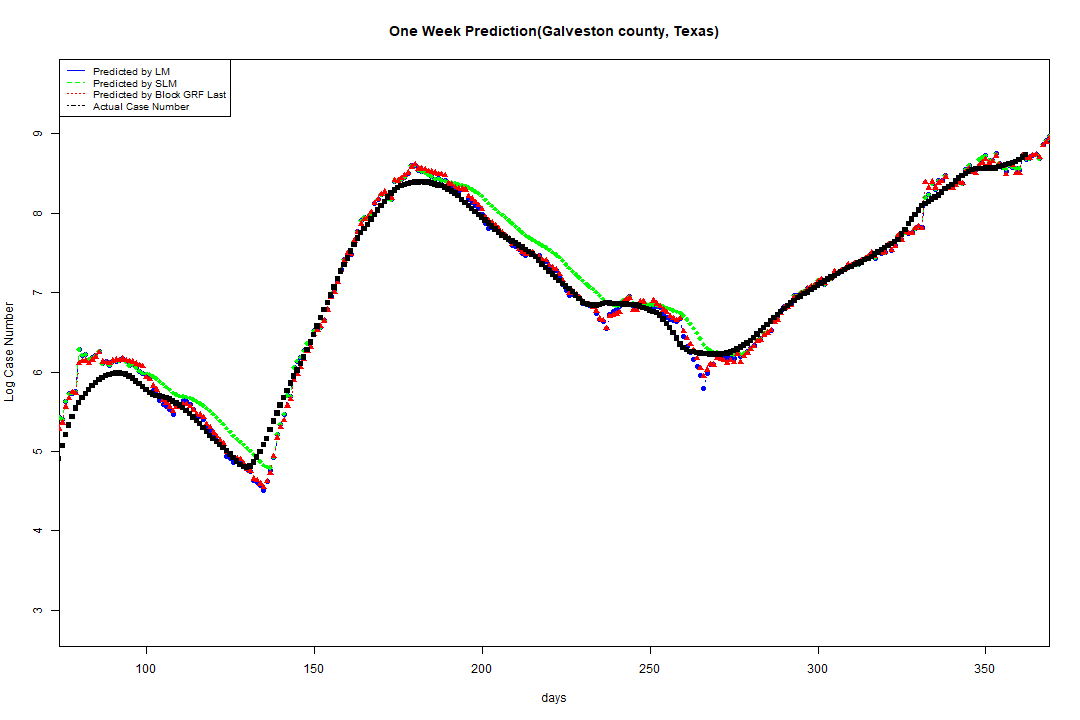 One Week Prediction(Galveston county, Texas)
Predicted by LM
Predicted by SLM
Predicted by Block GRF Last
Actual Case Number
9
8
7
6
5
4
3
Log Case Number
100 150 200 250 300 350
days